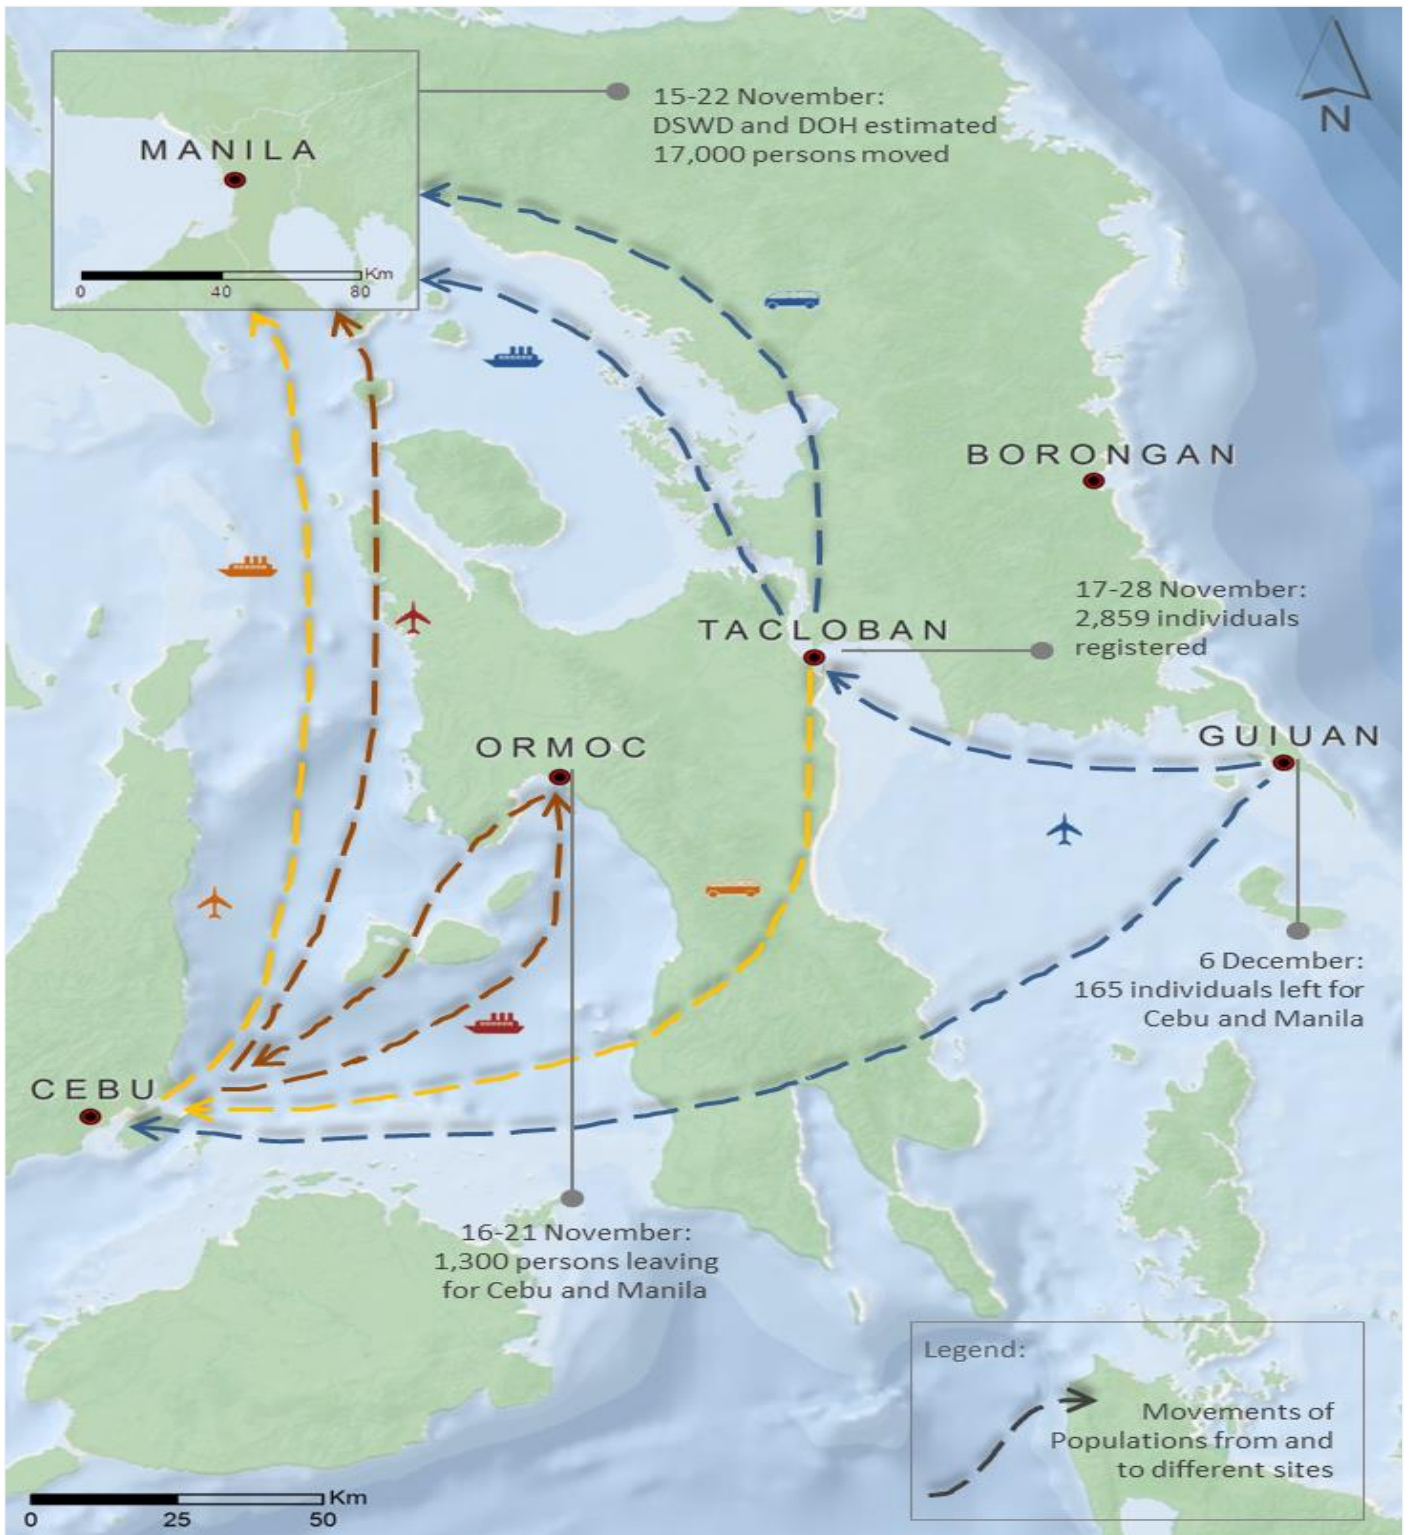 15-22 November:
DSWD and DOH estimated
17,000 persons moved
N
MANILA
Km
0 40 80
BORONGAN
17-28 November:
2,859 individuals
registered
TACLOBAN
GUIUAN
ORMOC
6 December:
165 individuals left for
Cebu and Manila
CEBU
16-21 November:
1,300 persons leaving
for Cebu and Manila
Legend:
Movements of
Populations from and
to different sites
Km
0 25 50